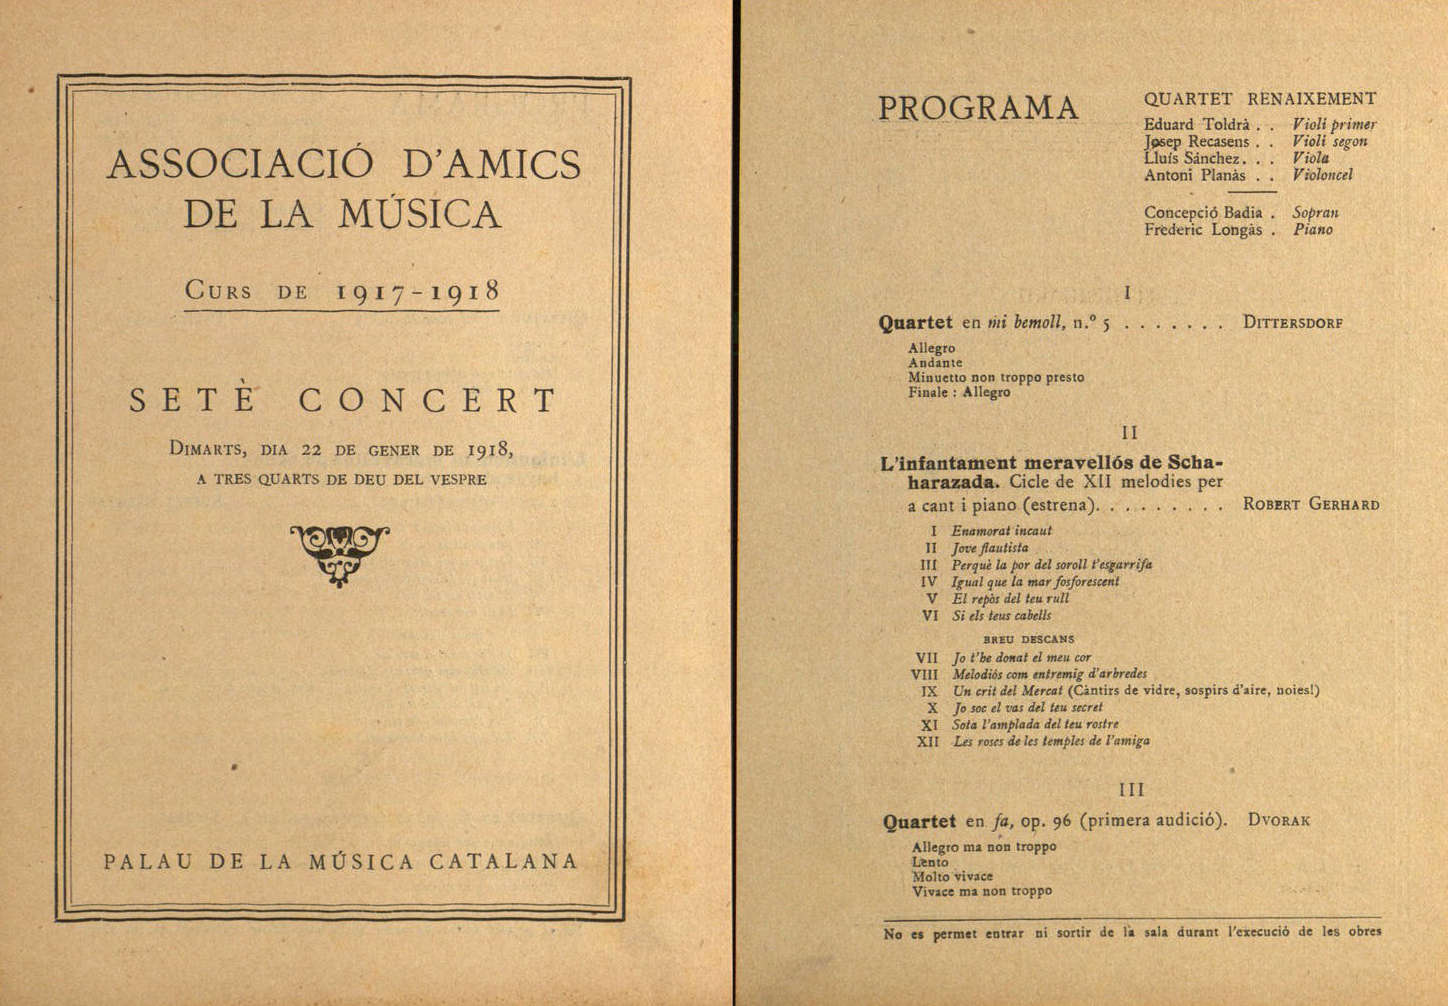 ASSOCIACIÓ D'AMICS
DE LA MÚSICA
CURS DE 1917-1918
SETÈ CONCERT
DIMARTS, DIA 22 DE GENER DE 1918,
A TRES QUARTS DE DEU DEL VESPRE
PALAU DE LA MÚSICA CATALANA
PROGRAMA
QUARTET RENAIXEMENT
Eduard Toldrà . . Violi primer
Josep Recasens . . Violi segon
Lluís Sánchez. . . Viola
Antoni Planàs . . Violoncel
Concepció Badia . Sopran
Frederic Longàs . Piano
I
Quartet en mi bemoll, n.º 5 . . . . . . . DITTERSDORF
Allegro
Andante
Minuetto non troppo presto
Finale : Allegro
II
L'infantament meravellós de Scha-
harazada. Cicle de XII melodies per
a cant i piano (estrena). . . . . . . . . ROBERT GERHARD
I Enamorat incaut
II Jove flautista
III Perquè la por del soroll t'esgarrifa
IV Igual que la mar fosforescent
V El repòs del teu rull
VI Si els teus cabells
BREU DESCANS
VII Jo t'he donat el meu cor
VIII Melodiós com entremig d'arbredes
IX Un crit del Mercat (Càntirs de vidre, sospirs d'aire, noies!)
X Jo soc el vas del teu secret
XI Sota l'amplada del teu rostre
XII Les roses de les temples de l'amiga
III
Quartet en fa, op. 96 (primera audició). DVORAK
Allegro ma non troppo
Lento
Molto vivace
Vivace ma non troppo
No es permet entrar ni sortir de la sala durant l'execució de les obres